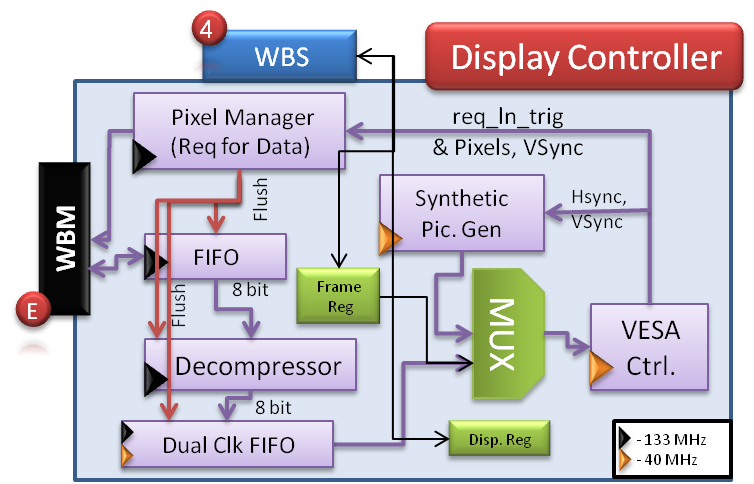 4
WBS
Display Controller
Pixel Manager
(Req for Data)
req_ln_trig
& Pixels, VSync
Flush
Synthetic
Pic. Gen
Hsync,
VSync
WBM
E
FIFO
8 bit
Flush
Frame
Reg
MUX
VESA
Ctrl.
Decompressor
8 bit
Dual Clk FIFO
Disp. Reg
- 133 MHz
- 40 MHz